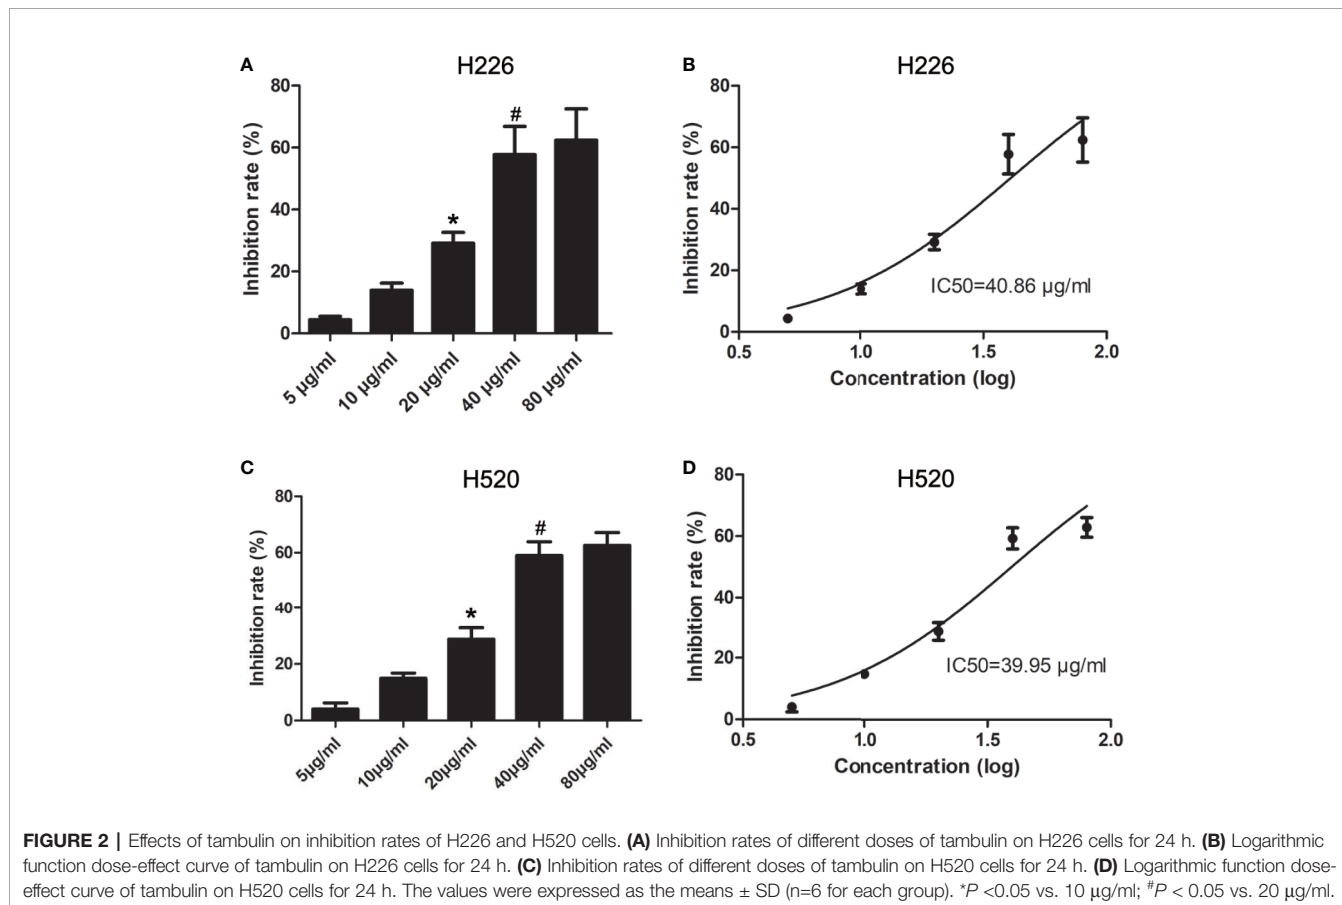 A
H226
80
60
40
20
0
Inhibition rate (%)
#
*
5 µg/ml
10 µg/ml
20 µg/ml
40 µg/ml
80 µg/ml
B
H226
80
60
40
20
0
Inhibition rate (%)
IC50=40.86 µg/ml
0.5
1.0
1.5
2.0
Concentration (log)
C
H520
80
60
40
20
0
Inhibition rate (%)
#
*
5µg/ml
10µg/ml
20µg/ml
40µg/ml
80µg/ml
D
H520
80
60
40
20
0
Inhibition rate (%)
IC50=39.95 µg/ml
0.5
1.0
1.5
2.0
Concentration (log)
FIGURE 2 | Effects of tambulin on inhibition rates of H226 and H520 cells. (A) Inhibition rates of different doses of tambulin on H226 cells for 24 h. (B) Logarithmic
function dose-effect curve of tambulin on H226 cells for 24 h. (C) Inhibition rates of different doses of tambulin on H520 cells for 24 h. (D) Logarithmic function dose-
effect curve of tambulin on H520 cells for 24 h. The values were expressed as the means ± SD (n=6 for each group). *P <0.05 vs. 10 µg/ml; #P < 0.05 vs. 20 µg/ml.